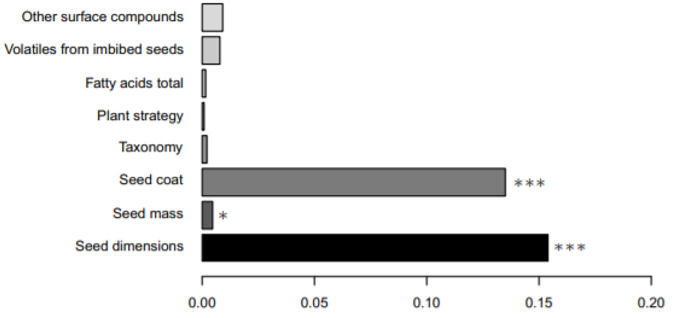 Other surface compounds
Volatiles from imbibed seeds
Fatty acids total
Plant strategy
Taxonomy
Seed coat ***
Seed mass *
Seed dimensions ***
0.00 0.05 0.10 0.15 0.20